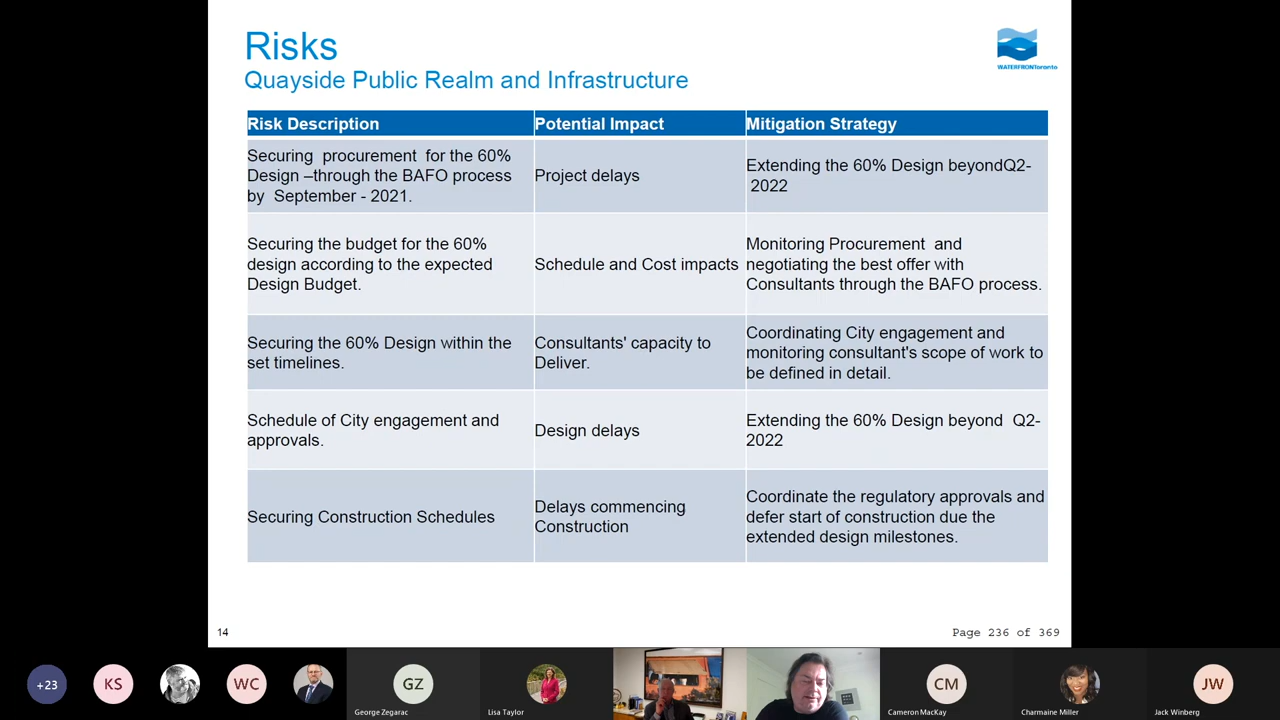 Risks
WATERFRONToronto
Quayside Public Realm and Infrastructure
Risk Description
Potential Impact
Mitigation Strategy
Securing procurement for the 60%
Design –through the BAFO process
by September - 2021.
Project delays
Extending the 60% Design beyondQ2-
2022
Securing the budget for the 60%
design according to the expected
Design Budget.
Schedule and Cost impacts
Monitoring Procurement and
negotiating the best offer with
Consultants through the BAFO process.
Securing the 60% Design within the
set timelines.
Consultants' capacity to
Deliver.
Coordinating City engagement and
monitoring consultant's scope of work to
be defined in detail.
Schedule of City engagement and
approvals.
Design delays
Extending the 60% Design beyond Q2-
2022
Securing Construction Schedules
Delays commencing
Construction
Coordinate the regulatory approvals and
defer start of construction due the
extended design milestones.
14
Page 236 of 369
+23
KS
WC
GZ
George Zegarac
Lisa Taylor
CM
Cameron MacKay
Charmaine Miller
JW
Jack Winberg